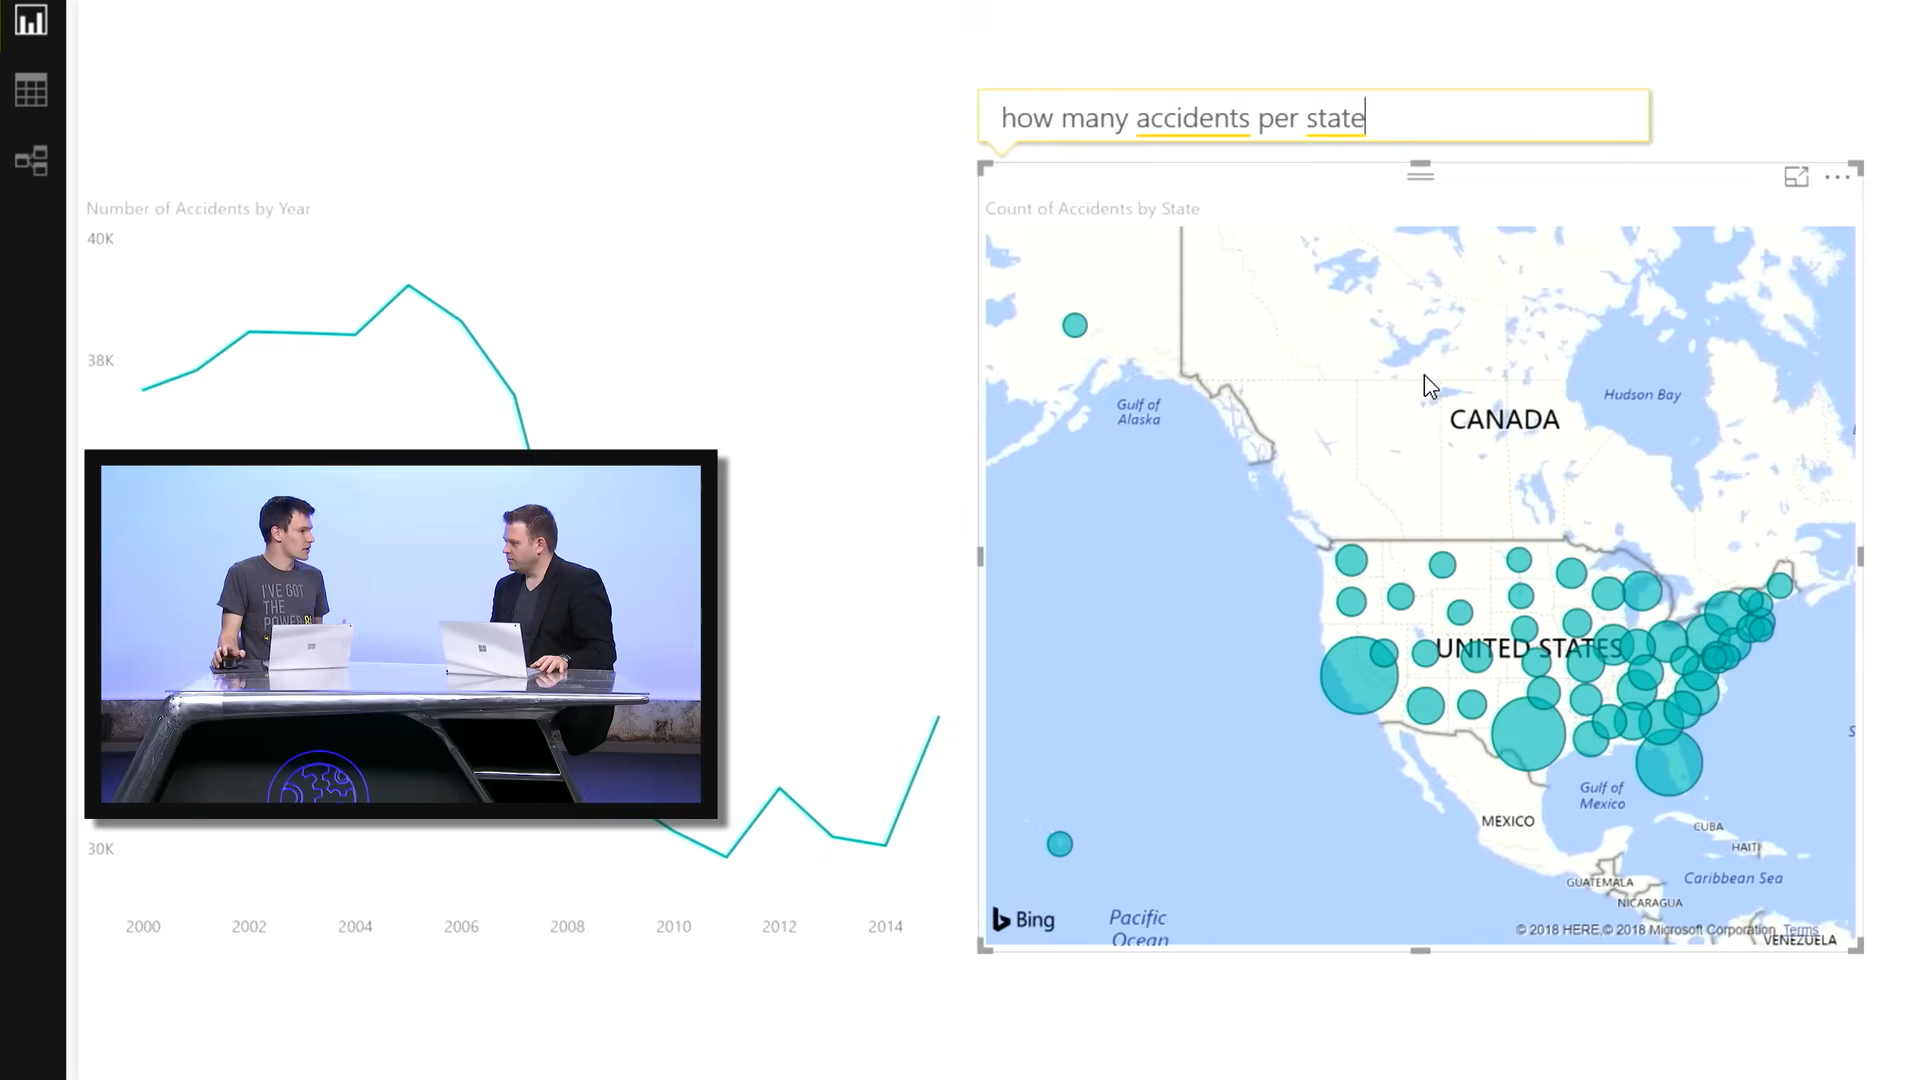 how many accidents per state
Number of Accidents by Year
40K
38K
30K
2000 2002 2004 2006 2008 2010 2012 2014
I'VE GOT
THE
POWER
Count of Accidents by State
Gulf of
Alaska
CANADA
Hudson Bay
UNITED STATES
Gulf of
Mexico
MEXICO
CUBA
HAITI
GUATEMALA
Caribbean Sea
NICARAGUA
Bing
Pacific
Ocean
© 2018 HERE, © 2018 Microsoft Corporation Terms
VENEZUELA